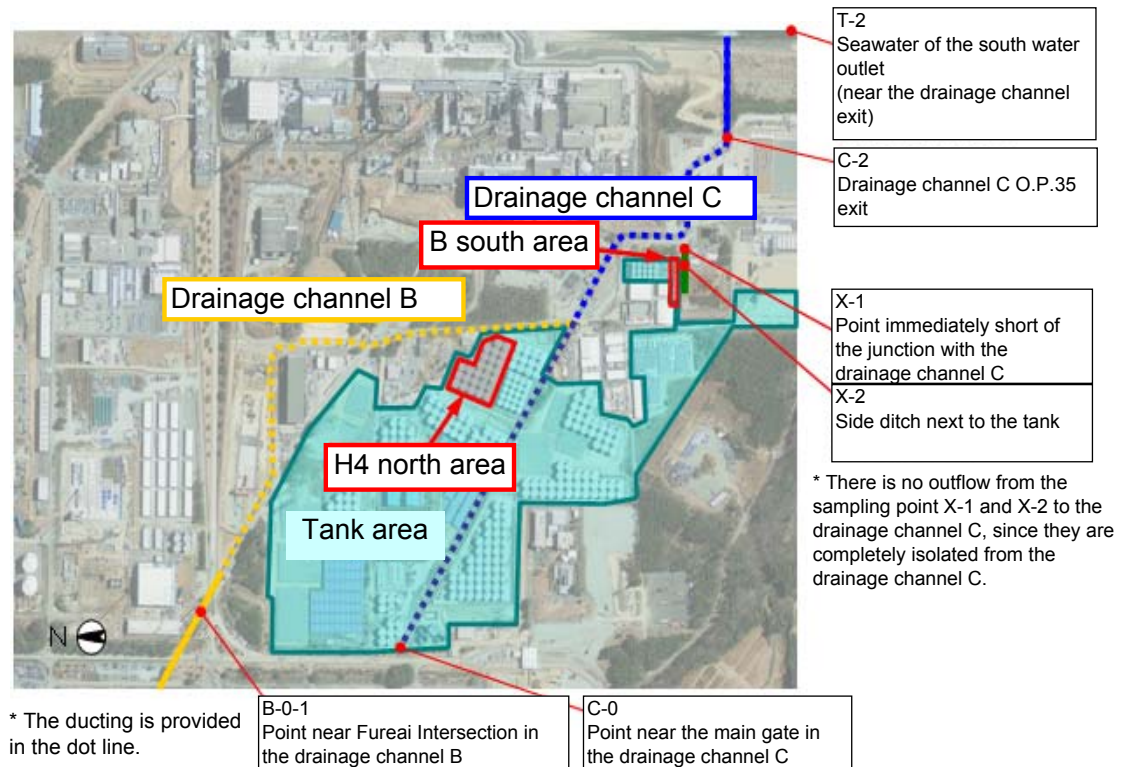 T-2
Seawater of the south water
outlet
(near the drainage channel
exit)
C-2
Drainage channel C O.P.35
exit
Drainage channel C
B south area
Drainage channel B
X-1
Point immediately short of
the junction with the
drainage channel C
X-2
Side ditch next to the tank
H4 north area
Tank area
* There is no outflow from the
sampling point X-1 and X-2 to the
drainage channel C, since they are
completely isolated from the
drainage channel C.
N
* The ducting is provided
in the dot line.
B-0-1
Point near Fureai Intersection in
the drainage channel B
C-0
Point near the main gate in
the drainage channel C